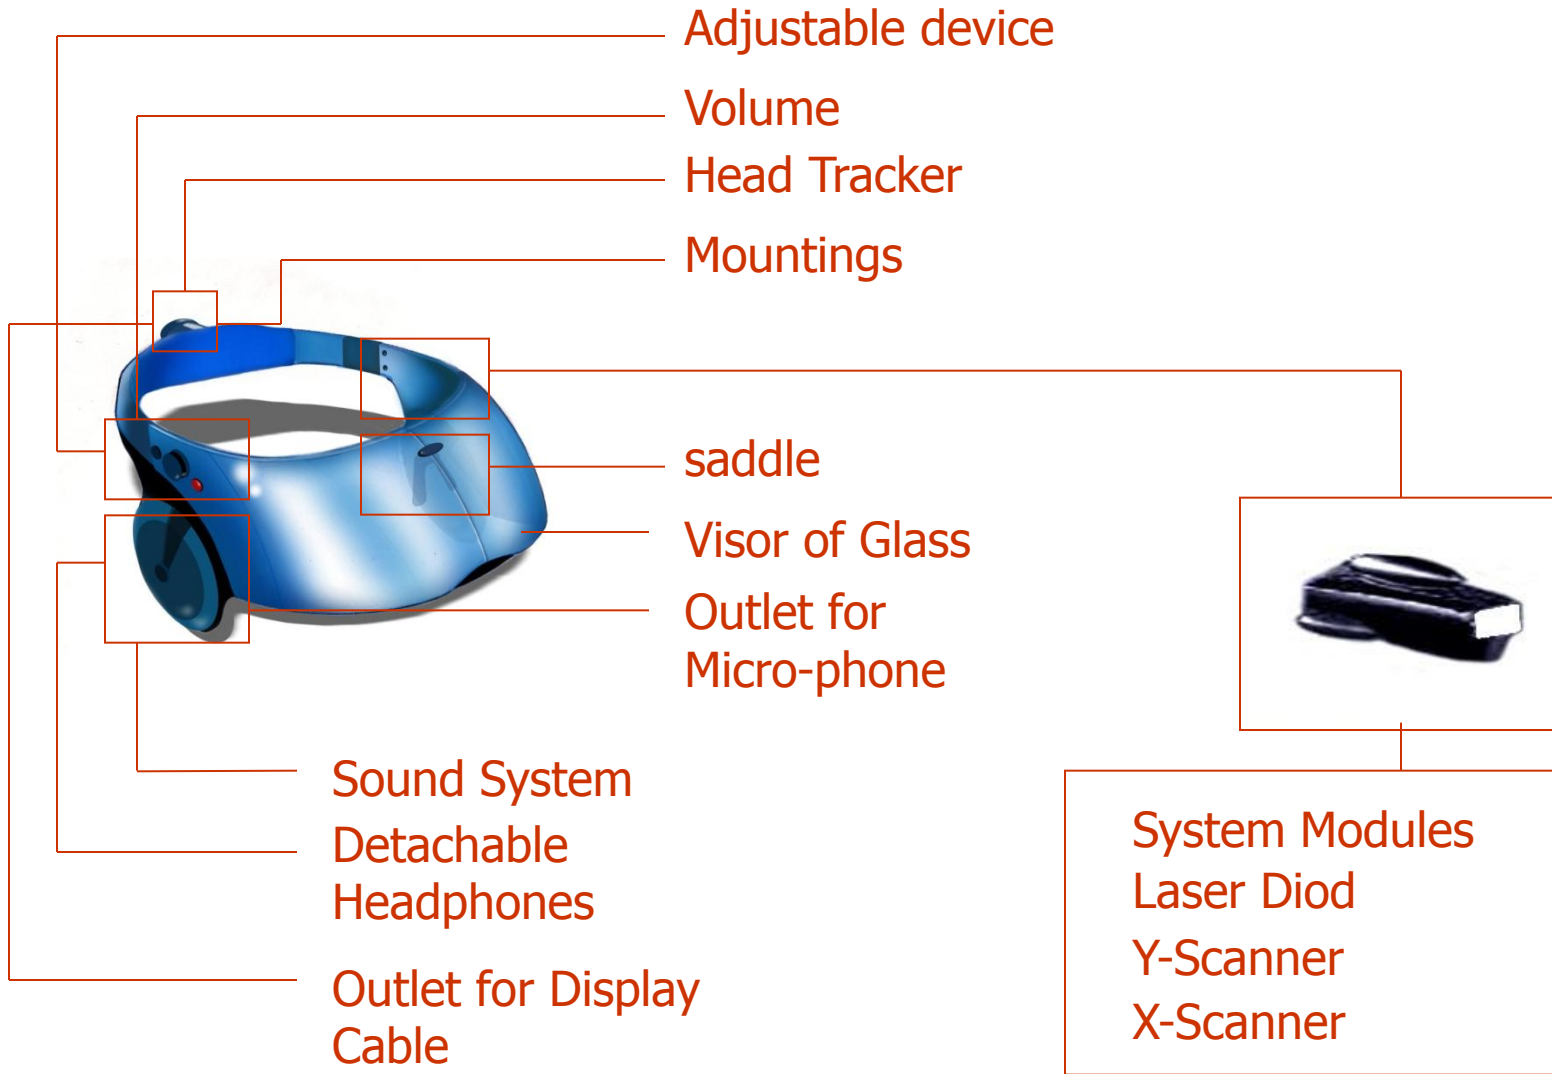 Adjustable device
Volume
Head Tracker
Mountings
saddle
Visor of Glass
Outlet for
Micro-phone
Sound System
Detachable
Headphones
Outlet for Display
Cable
System Modules
Laser Diod
Y-Scanner
X-Scanner